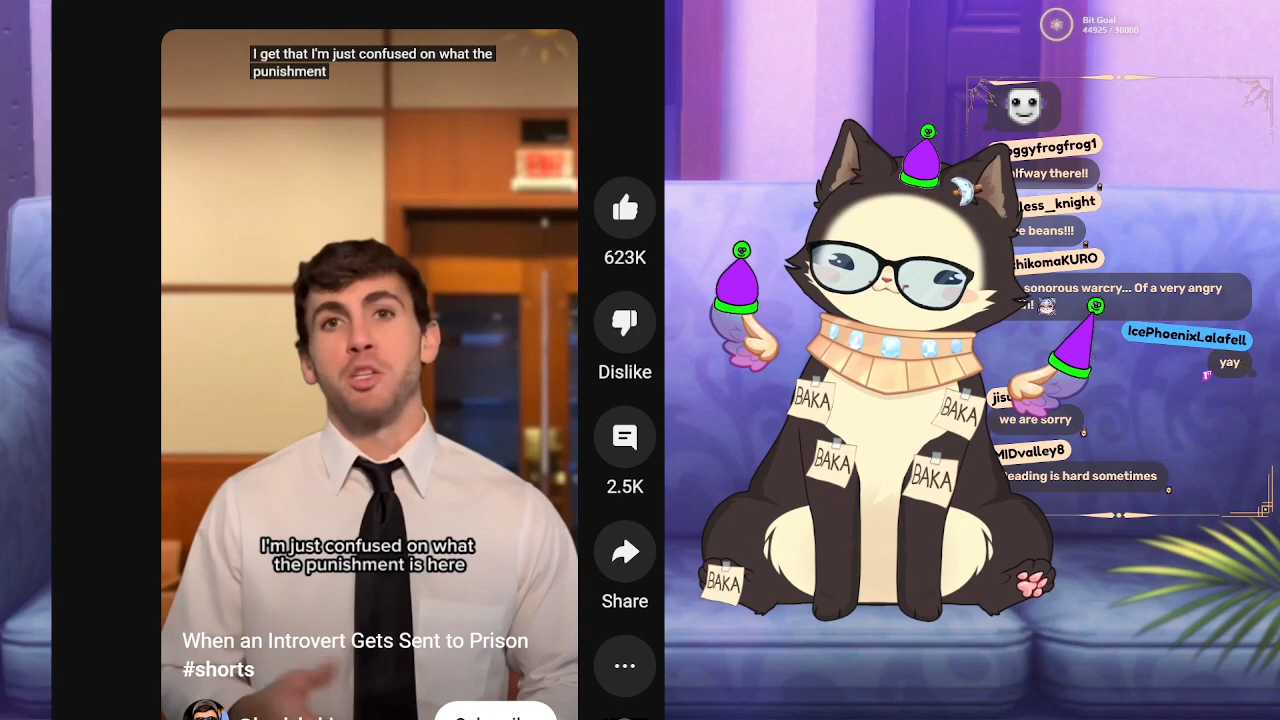 I get that I'm just confused on what the
punishment
623K
Dislike
2.5K
Share
I'm just confused on what
the punishment is here
When an Introvert Gets Sent to Prison
#shorts
Bit Goal
44925 / 30000
oggyfrogfrog1
lfway there!!
less_knight
e beans!!!
hikomaKURO
sonorous warcry... Of a very angry
IcePhoenixLalafell
yay
jisu
we are sorry
MIDvalley8
eading is hard sometimes
BAKA
BAKA
BAKA
BAKA
BAKA